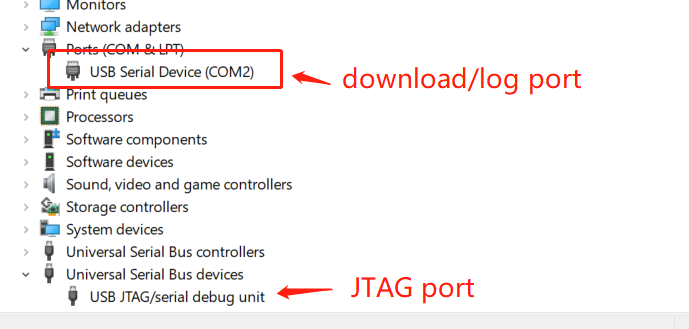 Monitors
Network adapters
Ports (COM & LPT)
USB Serial Device (COM2)
download/log port
Print queues
Processors
Software components
Software devices
Sound, video and game controllers
Storage controllers
System devices
Universal Serial Bus controllers
Universal Serial Bus devices
USB JTAG/serial debug unit
JTAG port